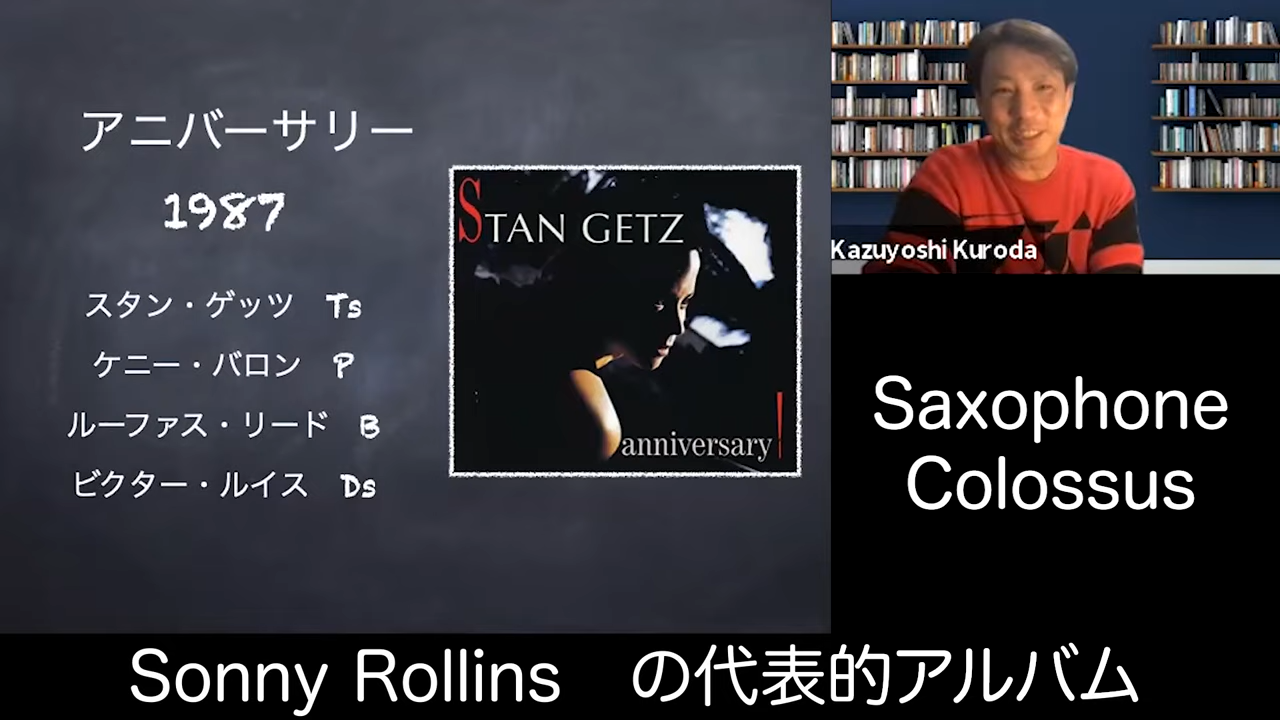 アニバーサリー
1987
スタン・ゲッツ Ts
ケニー・バロン P
ルーファス・リード B
ビクター・ルイス Ds
STAN GETZ
anniversary!
Kazuyoshi Kuroda
Saxophone
Colossus
Sonny Rollins の代表的アルバム